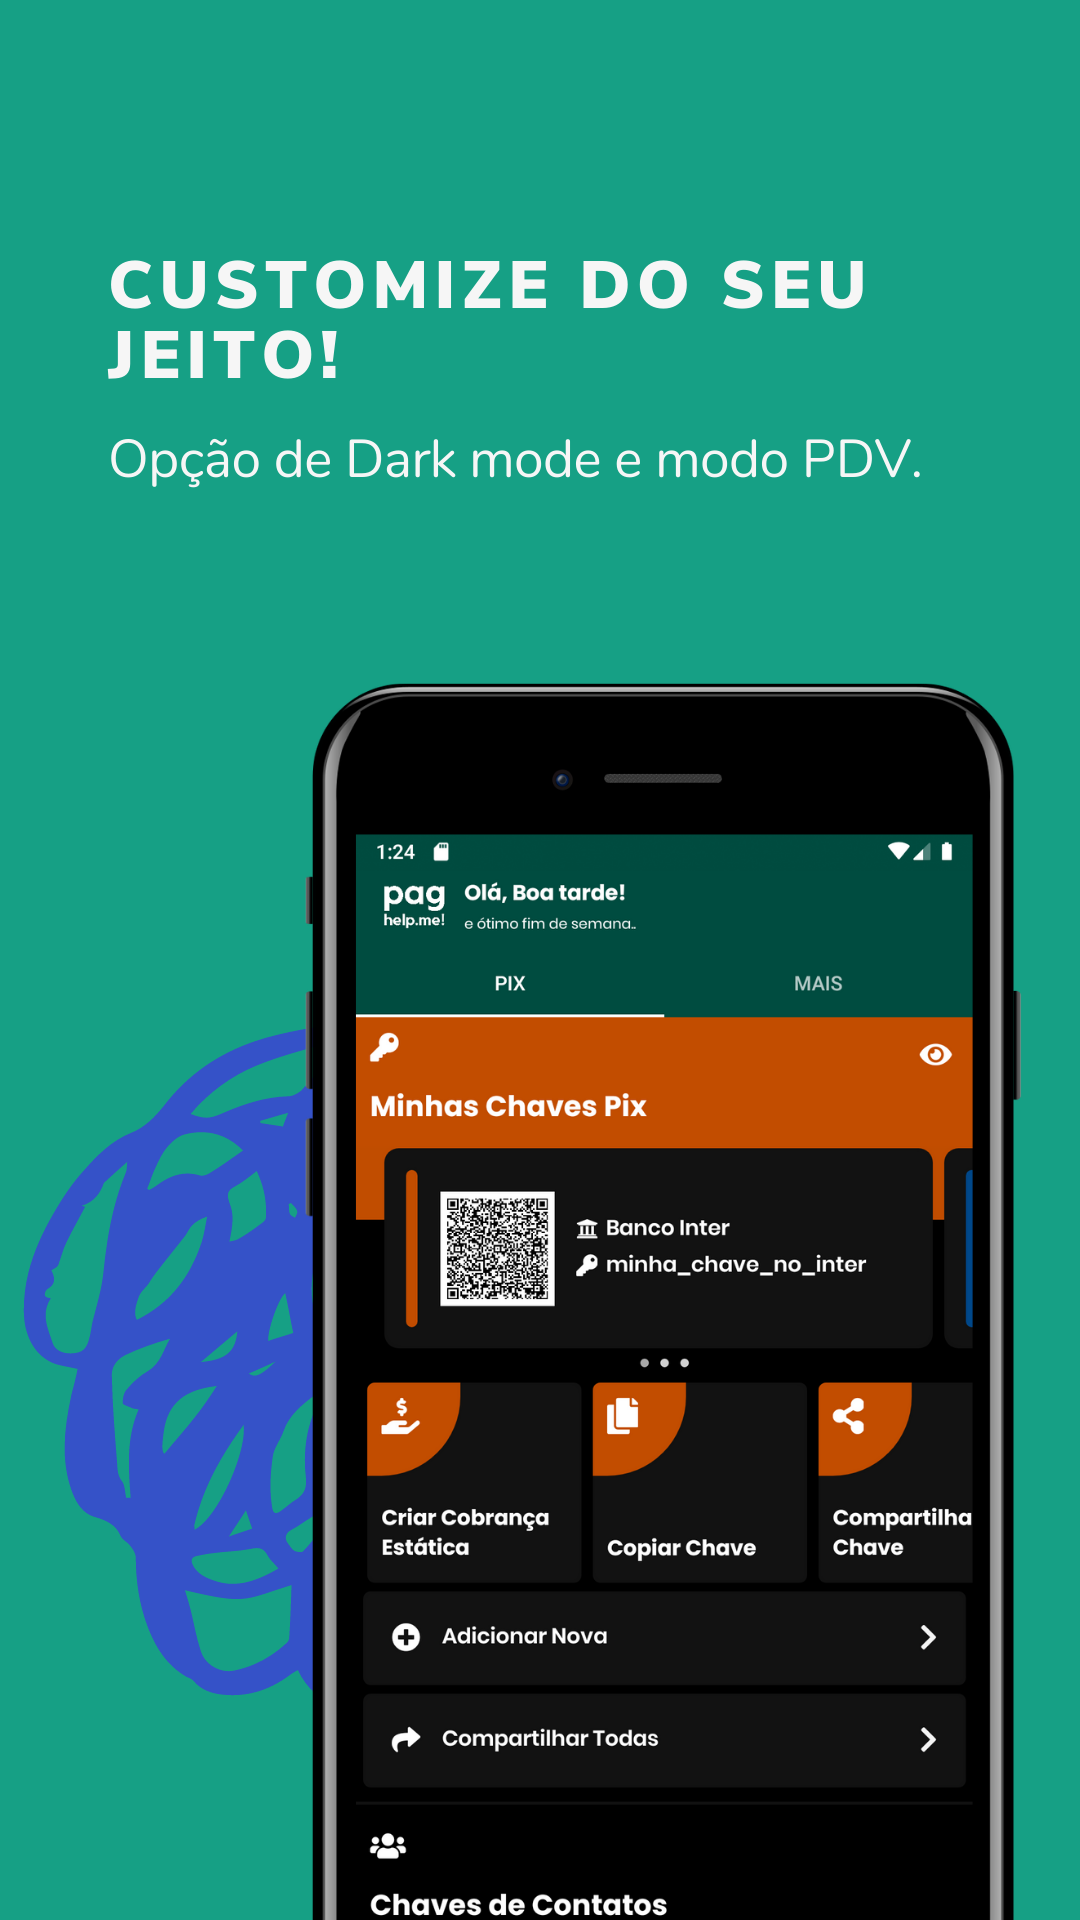 CUSTOMIZE DO SEU
JEITO!
Opção de Dark mode e modo PDV.
1:24
pag
help.me!
Olá, Boa tarde!
e ótimo fim de semana..
PIX
MAIS
Minhas Chaves Pix
Banco Inter
minha_chave_no_inter
Criar Cobrança
Estática
Copiar Chave
Compartilha
Chave
Adicionar Nova
Compartilhar Todas
Chaves de Contatos